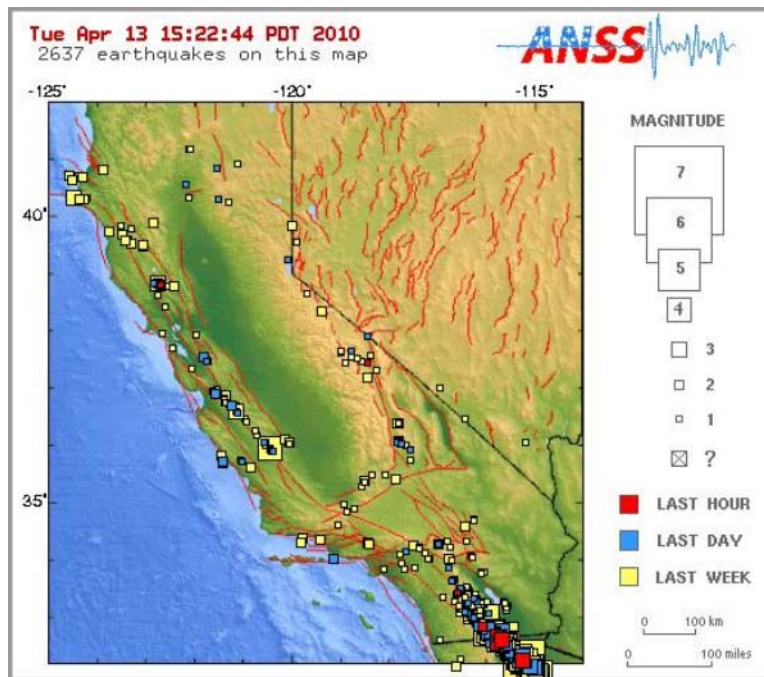 Tue Apr 13 15:22:44 PDT 2010
2637 earthquakes on this map
ANSS
-125°
-120°
-115°
40°
35°
MAGNITUDE
7
6
5
4
3
2
1
?
LAST HOUR
LAST DAY
LAST WEEK
0 100 km
0 100 miles